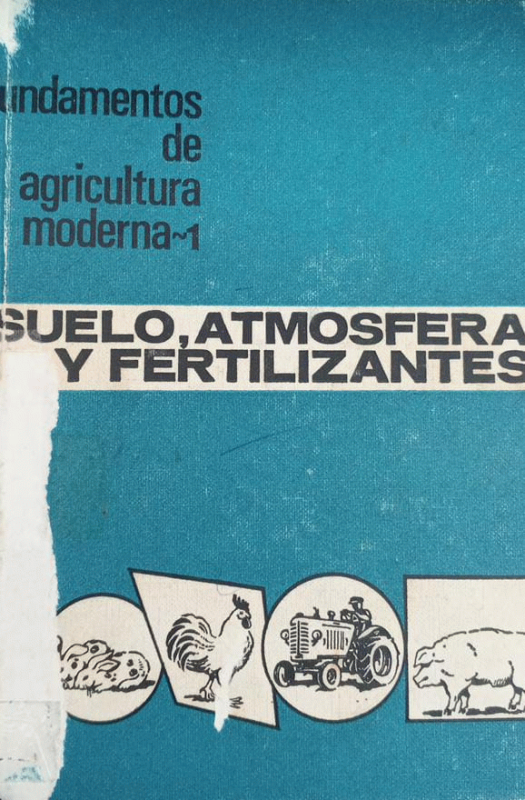 undamentos
de
agricultura
moderna~1
SUELO, ATMOSFERA
Y FERTILIZANTES